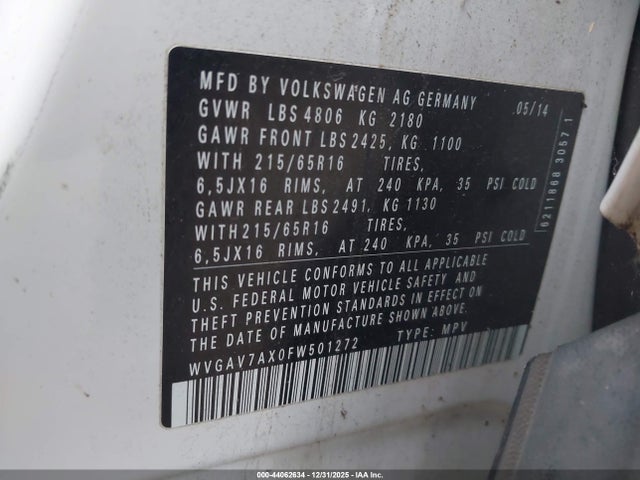 MFD BY VOLKSWAGEN AG GERMANY 05/14
GVWR LBS 4806 KG 2180
GAWR FRONT LBS 2425, KG 1100
WITH 215/65R16 TIRES,
6,5JX16 RIMS, AT 240 KPA, 35 PSI COLD
GAWR REAR LBS 2491, KG 1130
WITH 215/65R16 TIRES,
6,5JX16 RIMS, AT 240 KPA, 35 PSI COLD
THIS VEHICLE CONFORMS TO ALL APPLICABLE
U.S. FEDERAL MOTOR VEHICLE SAFETY AND
THEFT PREVENTION STANDARDS IN EFFECT ON
THE DATE OF MANUFACTURE SHOWN ABOVE.
WVGAV7AX0FW501272 TYPE: MPV
6211868 3057 1
000-44062634 - 12/31/2025 - IAA Inc.